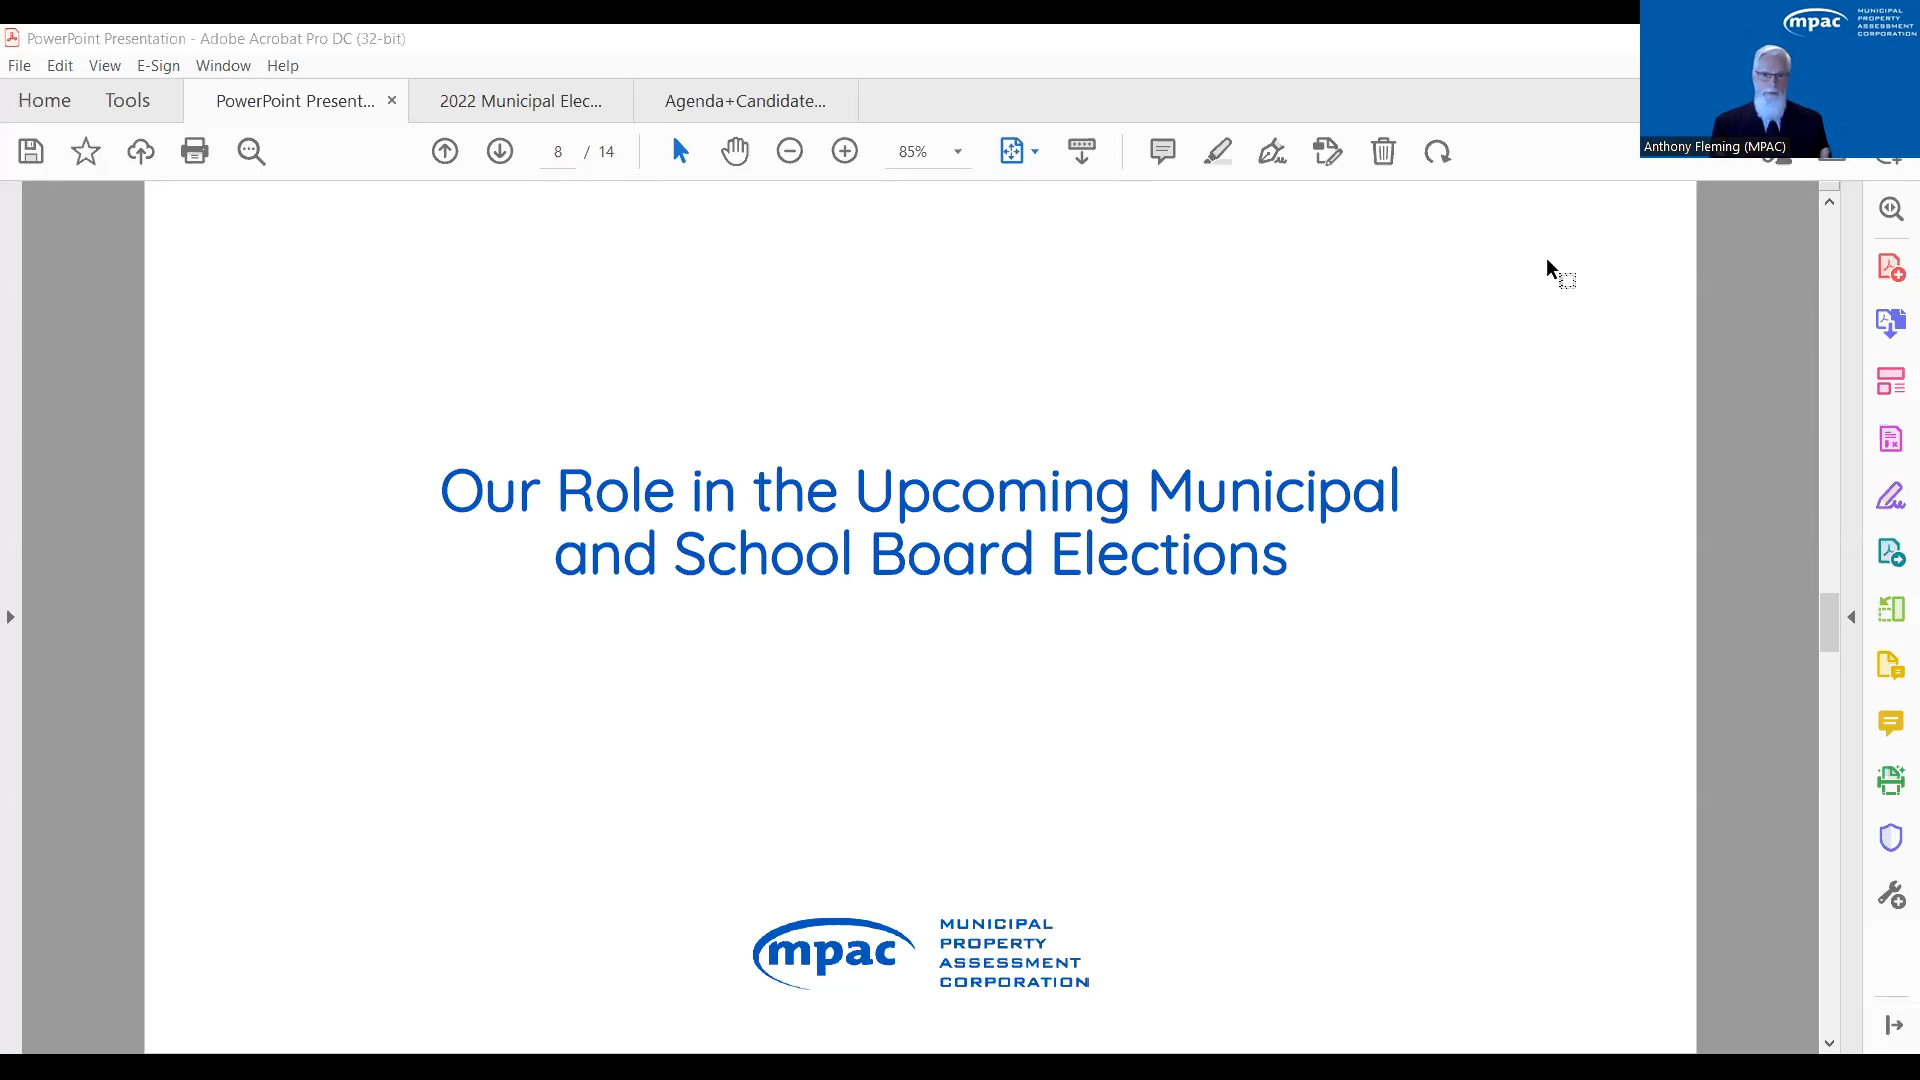 PowerPoint Presentation - Adobe Acrobat Pro DC (32-bit)
File Edit View E-Sign Window Help
Home Tools PowerPoint Present... × 2022 Municipal Elec... Agenda+Candidate...
8 / 14 85%
mpac MUNICIPAL
PROPERTY
ASSESSMENT
CORPORATION
Anthony Fleming (MPAC)
Our Role in the Upcoming Municipal
and School Board Elections
mpac
MUNICIPAL
PROPERTY
ASSESSMENT
CORPORATION